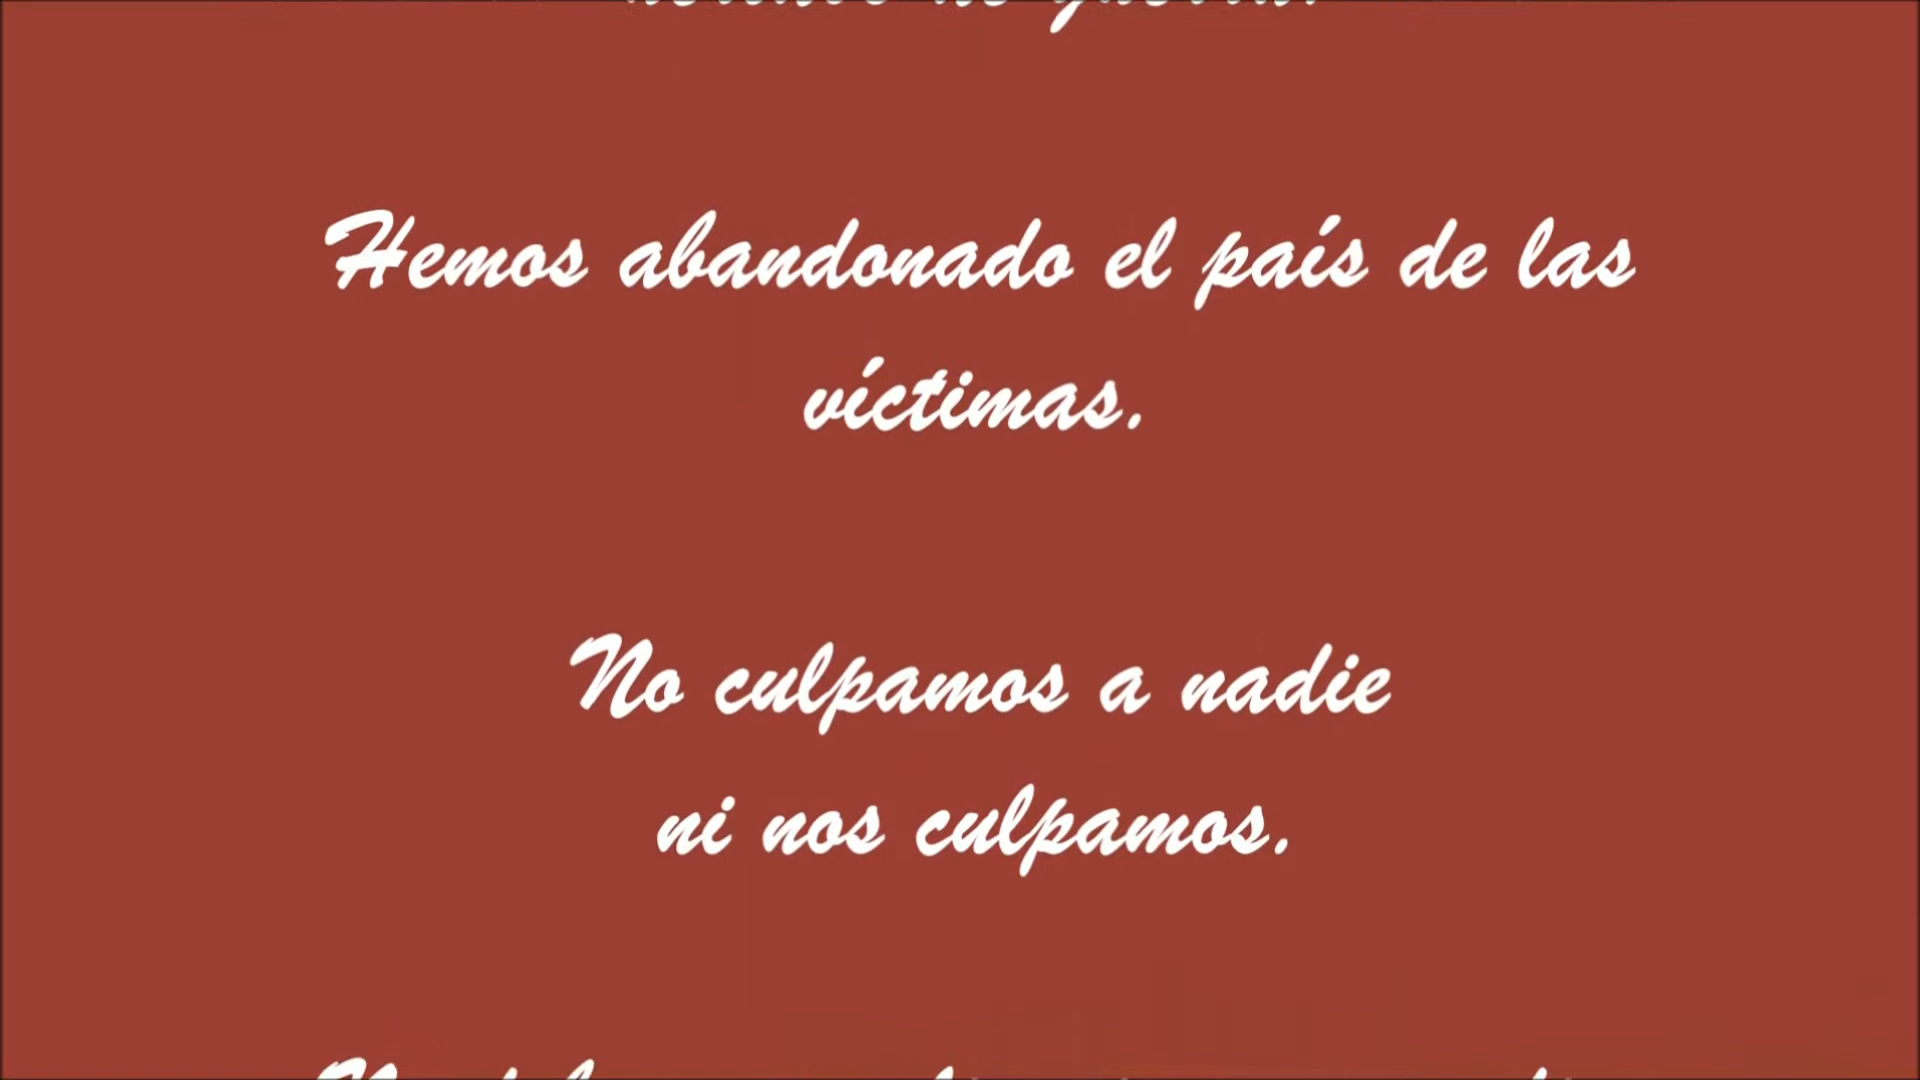 Hemos abandonado el país de las
víctimas.
No culpamos a nadie
ni nos culpamos.